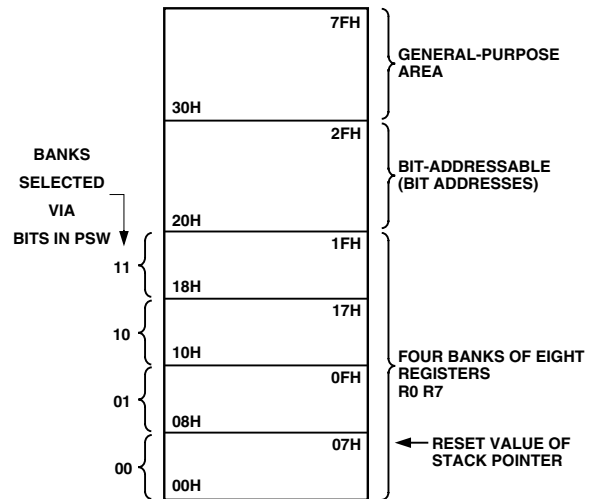 7FH
GENERAL-PURPOSE
AREA
30H
2FH
BANKS
SELECTED
VIA
BITS IN PSW
BIT-ADDRESSABLE
(BIT ADDRESSES)
20H
1FH
11
18H
17H
10
10H
FOUR BANKS OF EIGHT
REGISTERS
R0 R7
0FH
01
08H
07H
RESET VALUE OF
STACK POINTER
00
00H